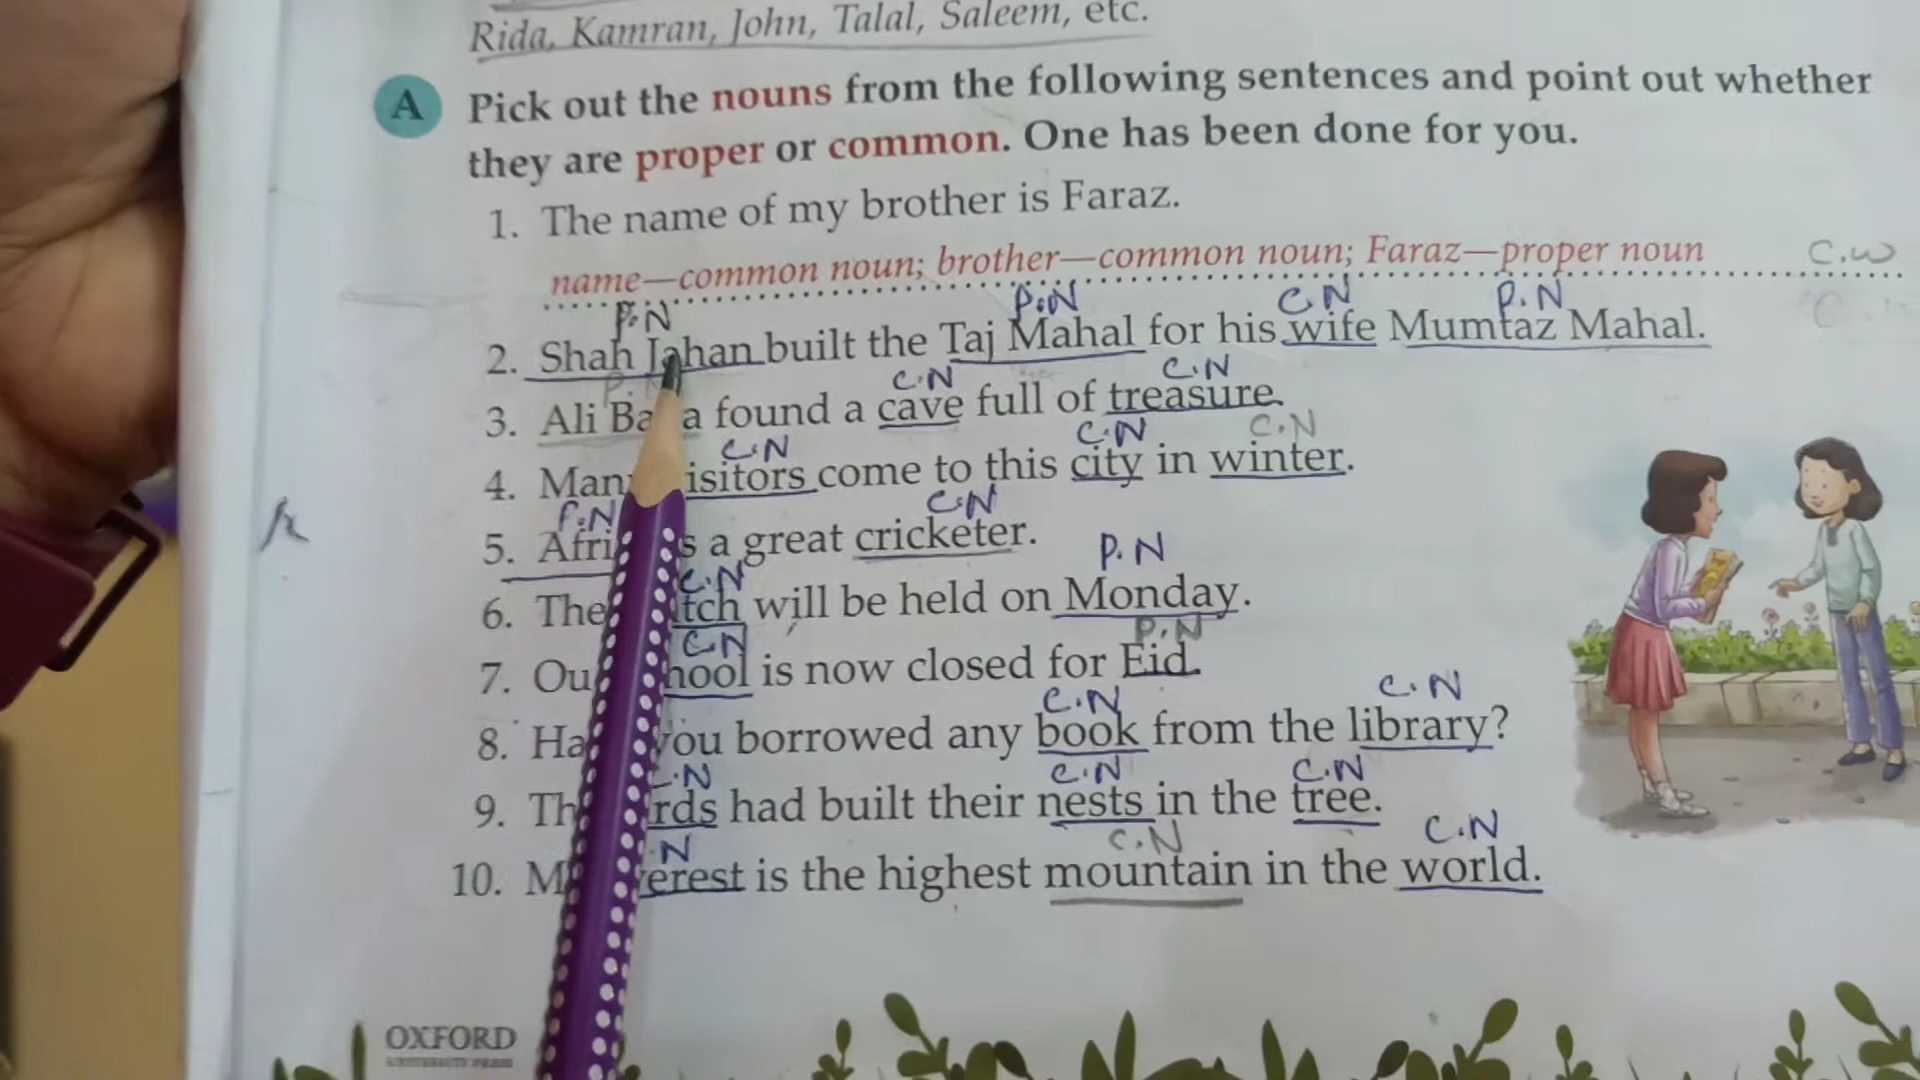 Rida, Kamran, John, Talal, Saleem, etc.
A Pick out the nouns from the following sentences and point out whether
they are proper or common. One has been done for you.
1. The name of my brother is Faraz.
name—common noun; brother—common noun; Faraz—proper noun C.W
P.N P.N C.N P.N
2. Shah Jahan built the Taj Mahal for his wife Mumtaz Mahal.
C.N C.N
3. Ali Ba a found a cave full of treasure.
C.N C.N C.N
4. Man isitors come to this city in winter.
P.N C.N
5. Afri s a great cricketer.
C.N P.N
6. The tch will be held on Monday.
C.N P.N
7. Ou hool is now closed for Eid.
C.N C.N
8. Ha you borrowed any book from the library?
C.N C.N C.N
9. Th rds had built their nests in the tree.
N C.N C.N
10. M erest is the highest mountain in the world.
OXFORD
UNIVERSITY PRESS